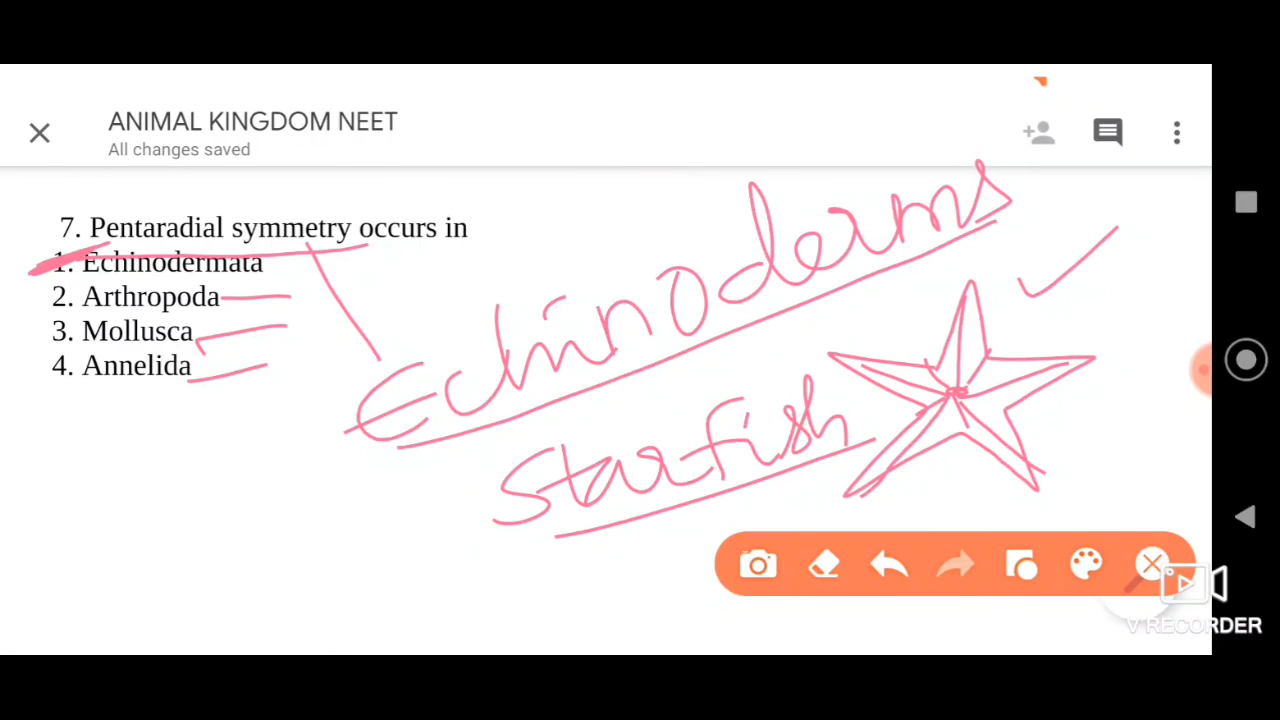 ANIMAL KINGDOM NEET
All changes saved
7. Pentaradial symmetry occurs in
1. Echinodermata
2. Arthropoda
3. Mollusca
4. Annelida
Echinoderms
Starfish
V RECORDER